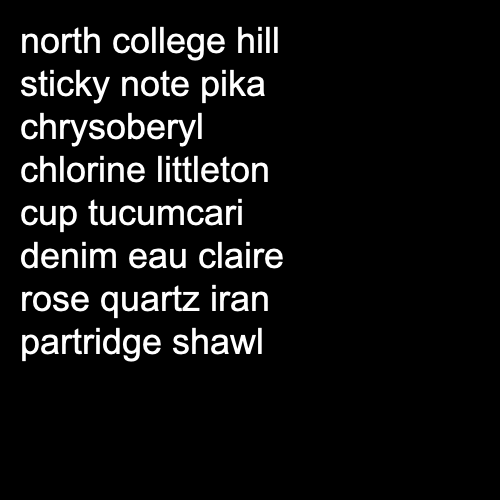 north college hill
sticky note pika
chrysoberyl
chlorine littleton
cup tucumcari
denim eau claire
rose quartz iran
partridge shawl